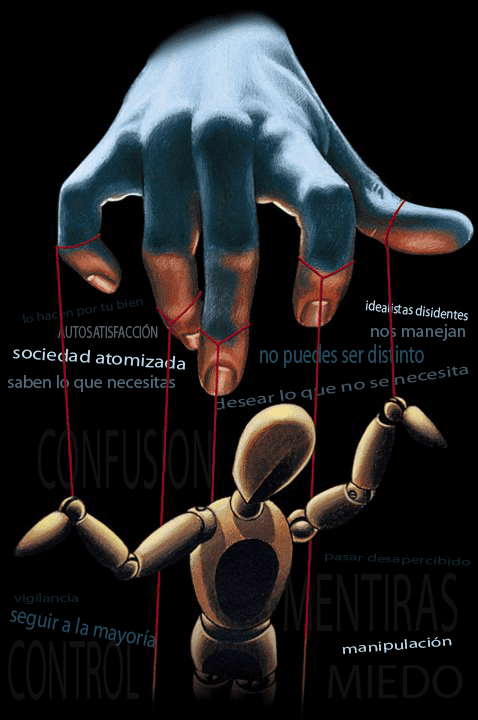 lo hacen por tu bien...
idealistas disidentes
AUTOSATISFACCIÓN
nos manejan
sociedad atomizada
no puedes ser distinto
saben lo que necesitas
desear lo que no se necesita
CONFUSION
pasar desapercibido
vigilancia
MENTIRAS
seguir a la mayoría
manipulación
CONTROL
MIEDO